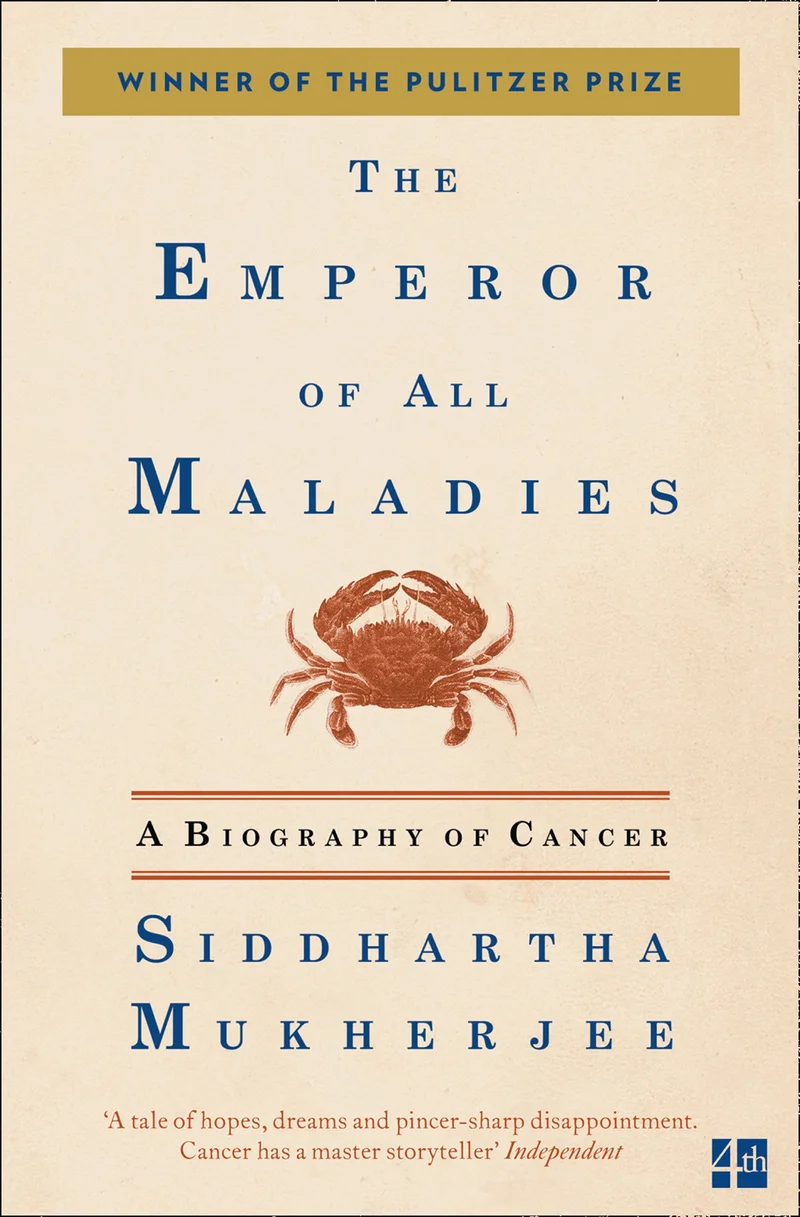 WINNER OF THE PULITZER PRIZE
THE
EMPEROR
OF ALL
MALADIES
A BIOGRAPHY OF CANCER
SIDDHARTHA
MUKHERJEE
‘A tale of hopes, dreams and pincer-sharp disappointment.
Cancer has a master storyteller’ Independent
4th